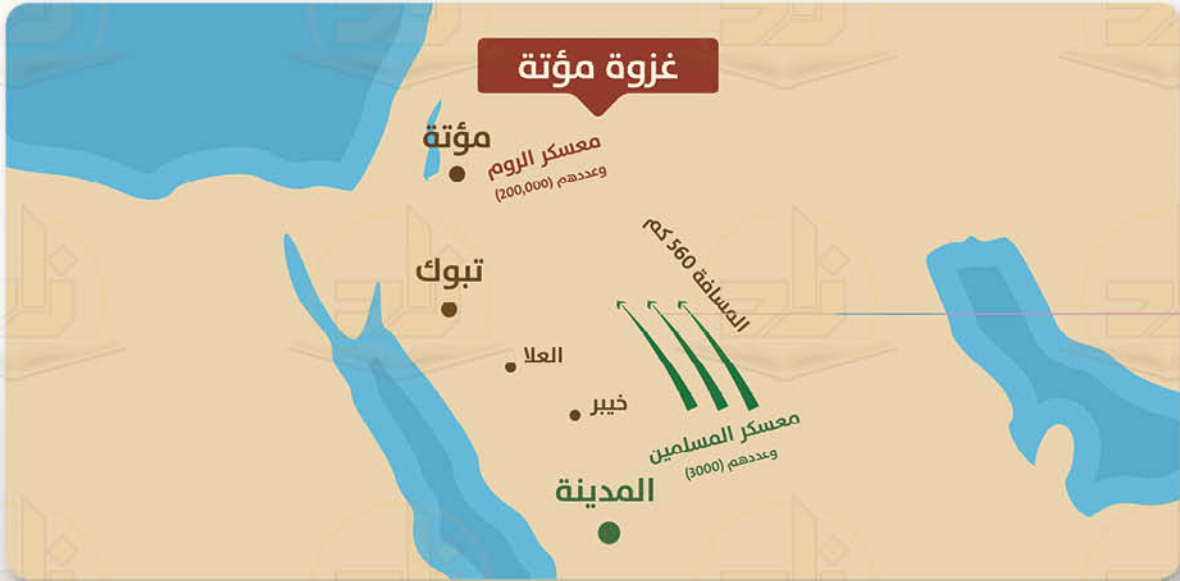 غزوة مؤتة
مؤتة
معسكر الروم
وعددهم (200,000)
المسافة 560 كم
تبوك
العلا
خيبر
معسكر المسلمين
وعددهم (3000)
المدينة